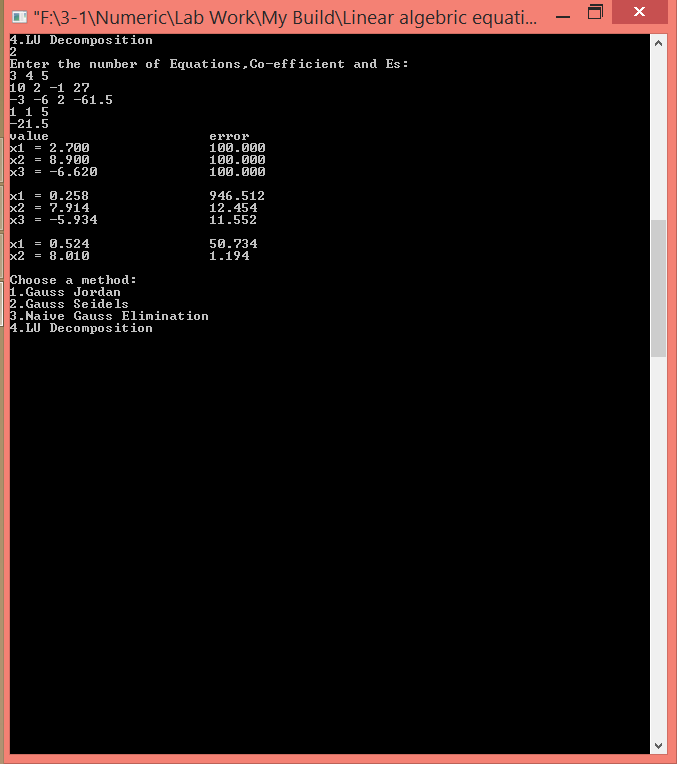 "F:\3-1\Numeric\Lab Work\My Build\Linear algebric equati...
4.LU Decomposition
2
Enter the number of Equations,Co-efficient and Es:
3 4 5
10 2 -1 27
-3 -6 2 -61.5
1 1 5
-21.5
value error
x1 = 2.700 100.000
x2 = 8.900 100.000
x3 = -6.620 100.000
x1 = 0.258 946.512
x2 = 7.914 12.454
x3 = -5.934 11.552
x1 = 0.524 50.734
x2 = 8.010 1.194
Choose a method:
1.Gauss Jordan
2.Gauss Seidels
3.Naive Gauss Elimination
4.LU Decomposition